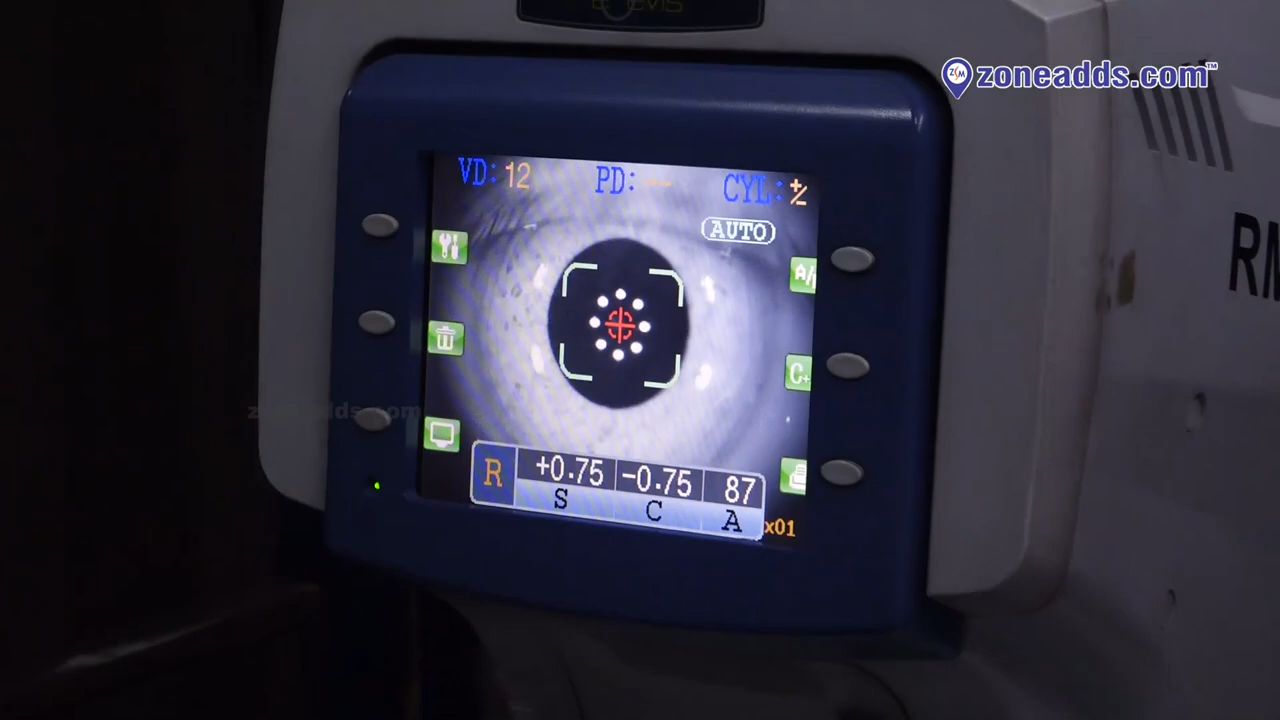 zoneadds.com™
VD: 12 PD: --- CYL: ±
AUTO
A/
C+
R +0.75 -0.75 87
S C A
x01